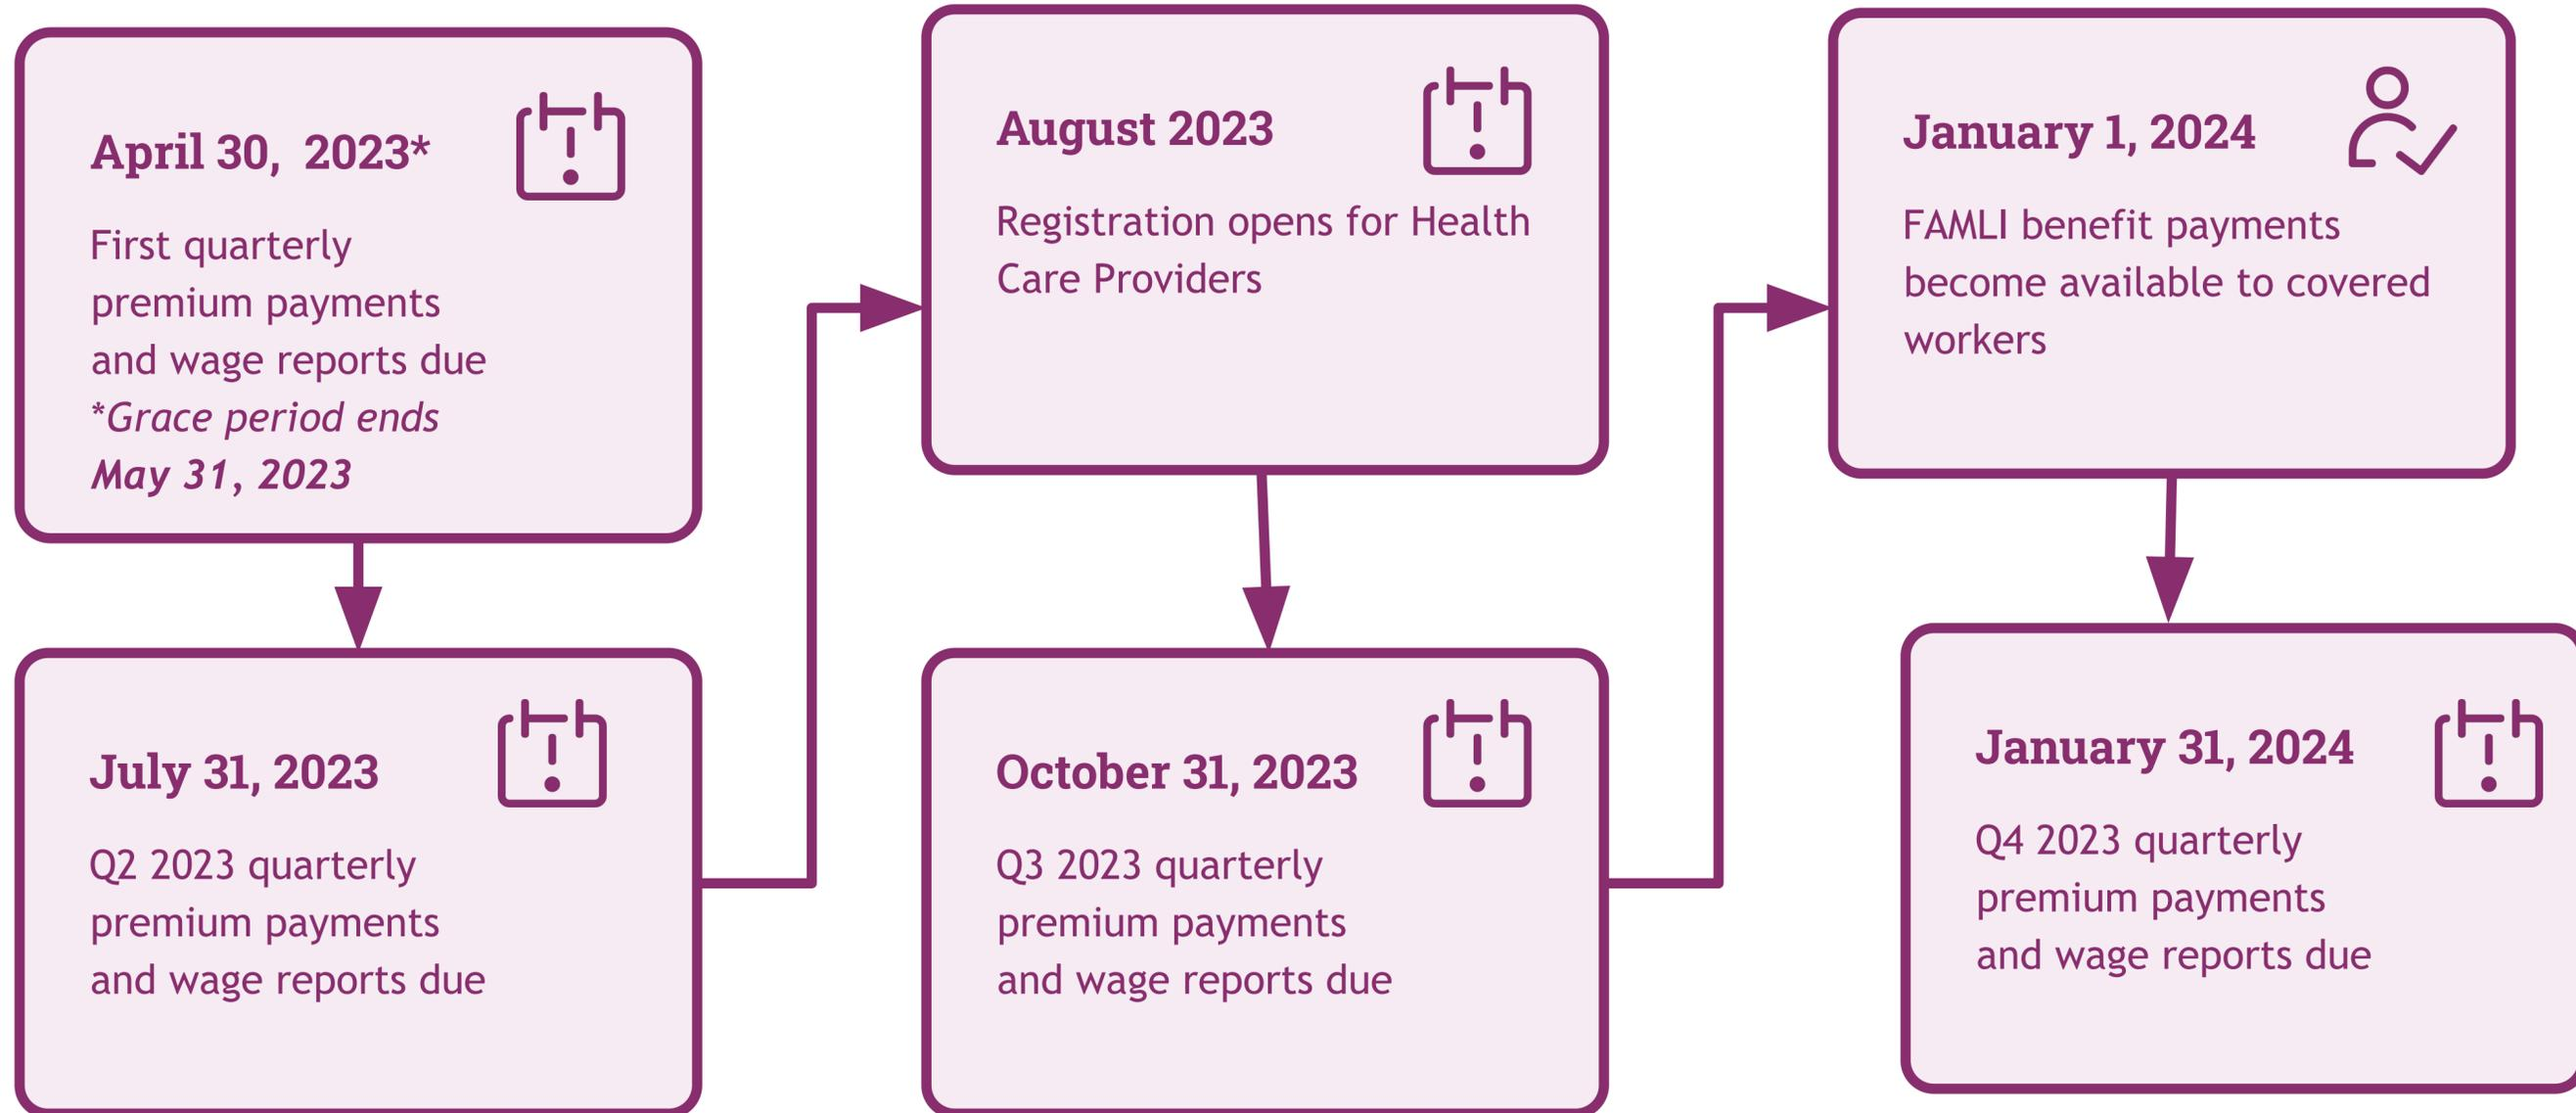 April 30,  2023*
First quarterly
premium payments
and wage reports due
*Grace period ends
May 31, 2023
July 31, 2023
Q2 2023 quarterly
premium payments
and wage reports due
August 2023
Registration opens for Health
Care Providers
October 31, 2023
Q3 2023 quarterly
premium payments
and wage reports due
January 1, 2024
FAMLI benefit payments
become available to covered
workers
January 31, 2024
Q4 2023 quarterly
premium payments
and wage reports due